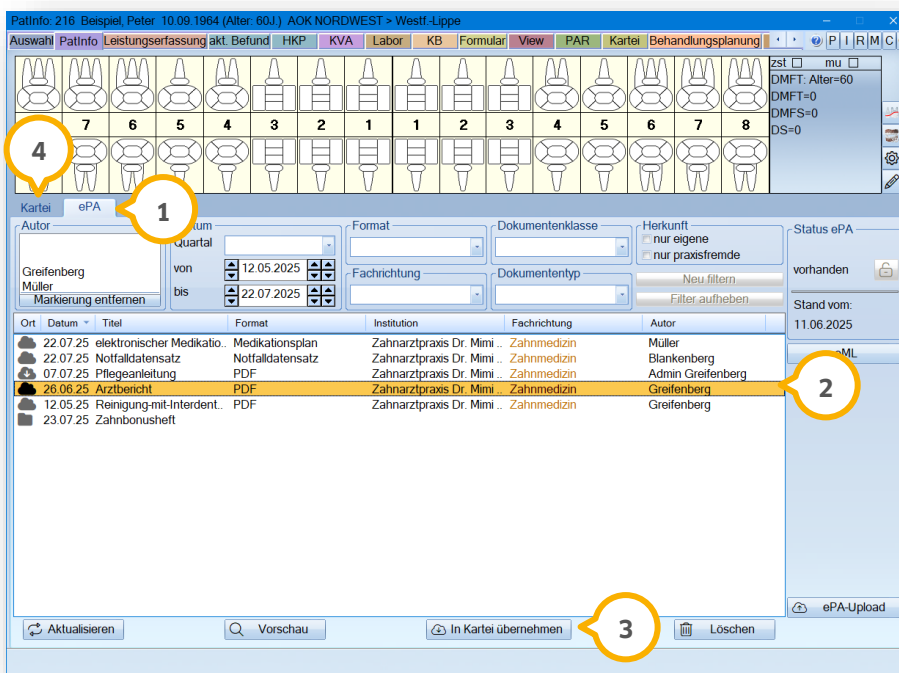 PatInfo: 216 Beispiel, Peter 10.09.1964 (Alter: 60J.) AOK NORDWEST > Westf.-Lippe
Auswahl PatInfo Leistungserfassung akt. Befund HKP KVA Labor KB Formular View PAR Kartei Behandlungsplanung P I R M C
zst mu
DMFT: Alter=60
DMFT=0
DMFS=0
DS=0
7 6 5 4 3 2 1 1 2 3 4 5 6 7 8
4
Kartei ePA
1
Autor
Greifenberg
Müller
Markierung entfernen
Quartal
von 12.05.2025
bis 22.07.2025
Format
Fachrichtung
Dokumentenklasse
Dokumententyp
Herkunft
nur eigene
nur praxisfremde
Neu filtern
Filter aufheben
Status ePA
vorhanden
Stand vom:
11.06.2025
Ort Datum Titel Format Institution Fachrichtung Autor
22.07.25 elektronischer Medikatio.. Medikationsplan Zahnarztpraxis Dr. Mimi .. Zahnmedizin Müller
22.07.25 Notfalldatensatz Notfalldatensatz Zahnarztpraxis Dr. Mimi .. Zahnmedizin Blankenberg
07.07.25 Pflegeanleitung PDF Zahnarztpraxis Dr. Mimi .. Zahnmedizin Admin Greifenberg
26.06.25 Arztbericht PDF Zahnarztpraxis Dr. Mimi .. Zahnmedizin Greifenberg
12.05.25 Reinigung-mit-Interdent.. PDF Zahnarztpraxis Dr. Mimi .. Zahnmedizin Greifenberg
23.07.25 Zahnbonusheft
2
ePA-Upload
Aktualisieren Vorschau In Kartei übernehmen 3 Löschen